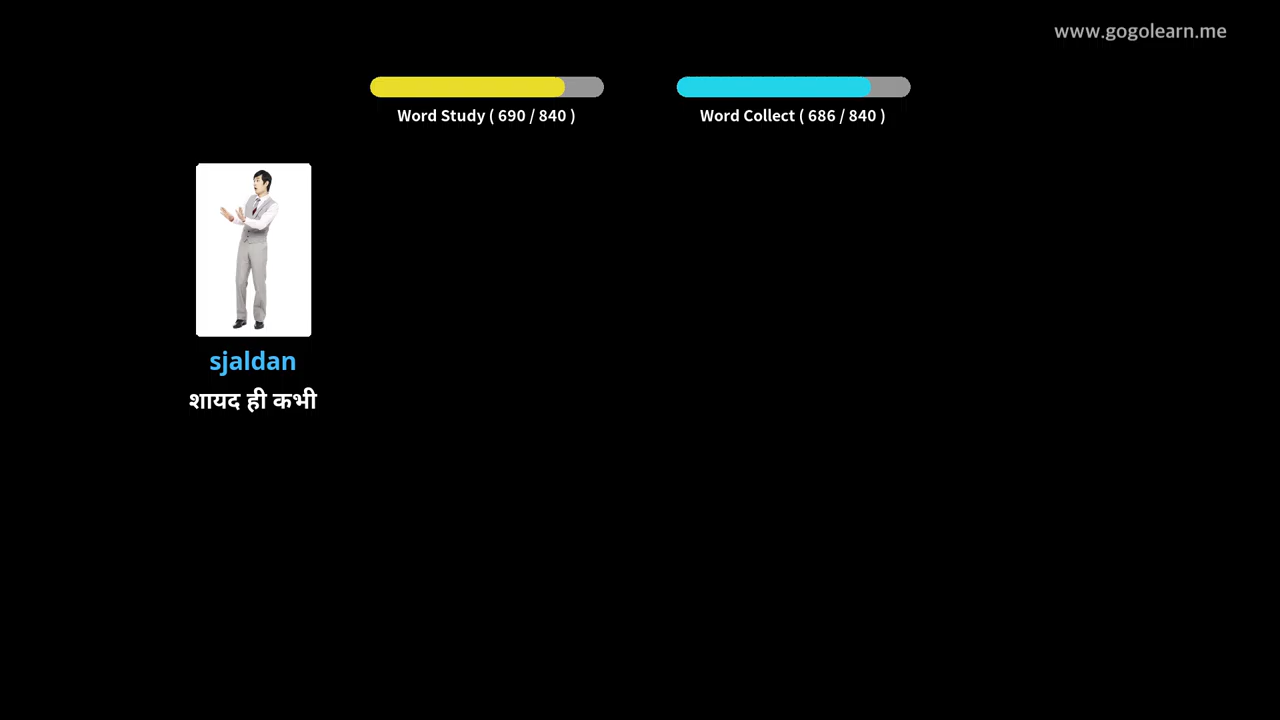 www.gogolearn.me
Word Study ( 690 / 840 )
Word Collect ( 686 / 840 )
sjaldan
शायद ही कभी